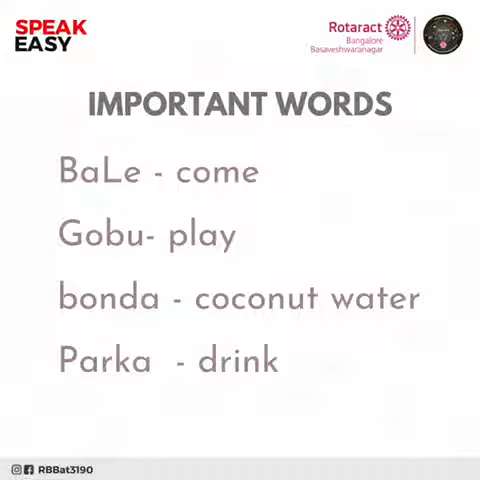 SPEAK
EASY
Rotaract
Bangalore
Basaveshwaranagar
IMPORTANT WORDS
BaLe - come
Gobu- play
bonda - coconut water
Parka - drink
RBBat3190